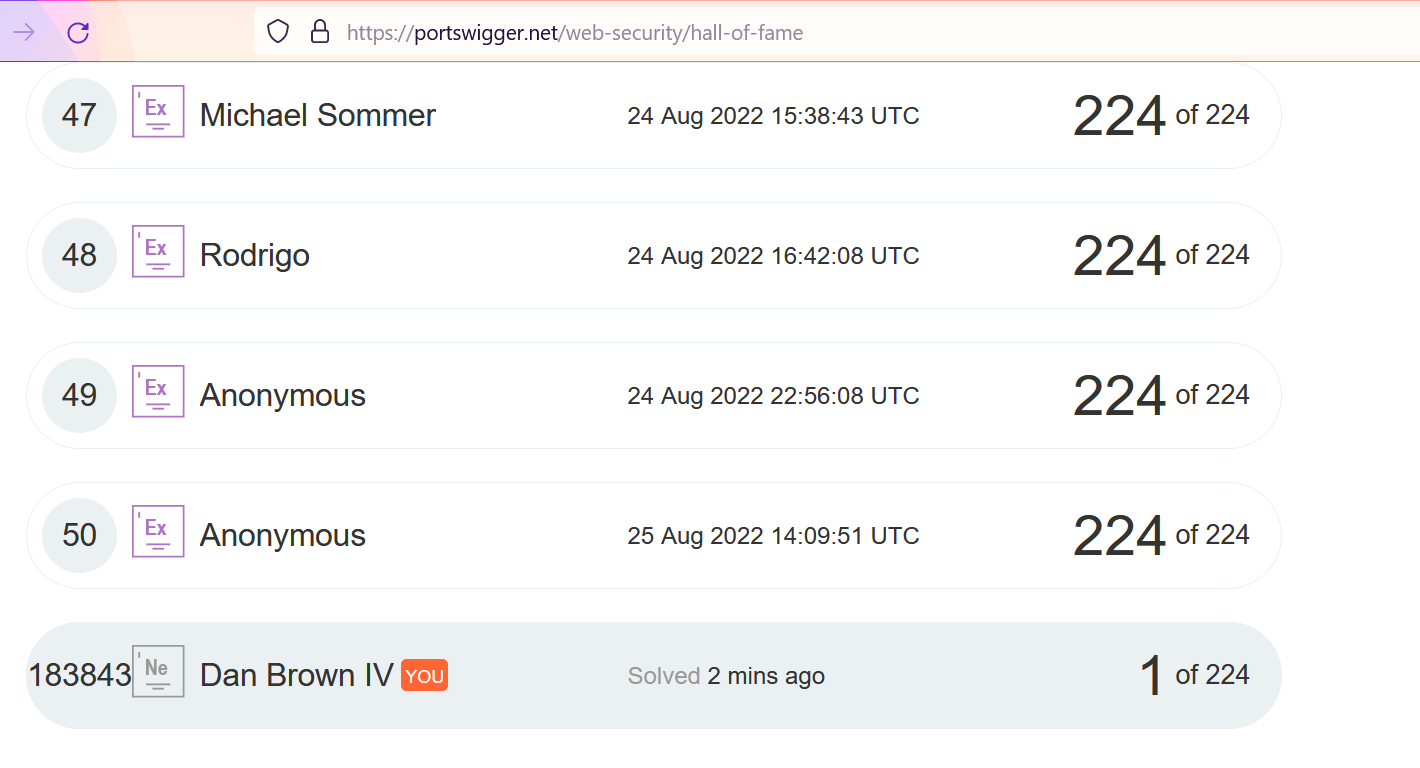 https://portswigger.net/web-security/hall-of-fame
47 Ex Michael Sommer 24 Aug 2022 15:38:43 UTC 224 of 224
48 Ex Rodrigo 24 Aug 2022 16:42:08 UTC 224 of 224
49 Ex Anonymous 24 Aug 2022 22:56:08 UTC 224 of 224
50 Ex Anonymous 25 Aug 2022 14:09:51 UTC 224 of 224
183843 Ne Dan Brown IV YOU Solved 2 mins ago 1 of 224